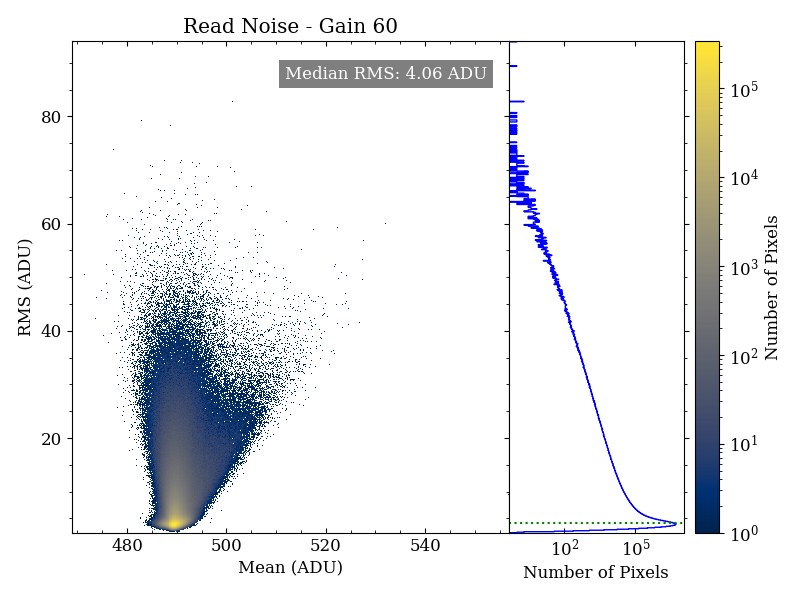 Read Noise - Gain 60
Median RMS: 4.06 ADU
RMS (ADU)
80
60
40
20
480
500
520
540
Mean (ADU)
10²
10⁵
Number of Pixels
10⁵
10⁴
10³
10²
10¹
10⁰
Number of Pixels